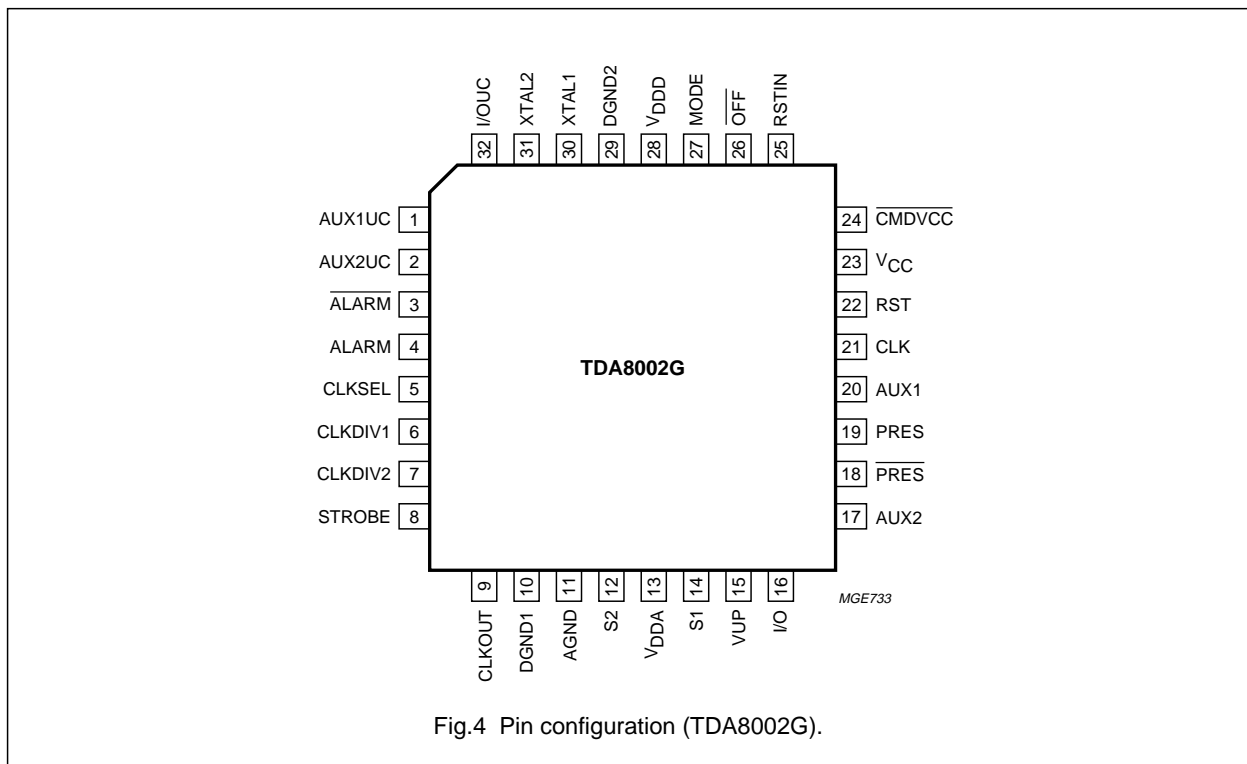 I/OUC
XTAL2
XTAL1
DGND2
VDDD
MODE
OFF
RSTIN
32
31
30
29
28
27
26
25
AUX1UC 1
AUX2UC 2
ALARM 3
ALARM 4
CLKSEL 5
CLKDIV1 6
CLKDIV2 7
STROBE 8
TDA8002G
24 CMDVCC
23 VCC
22 RST
21 CLK
20 AUX1
19 PRES
18 PRES
17 AUX2
9
10
11
12
13
14
15
16
CLKOUT
DGND1
AGND
S2
VDDA
S1
VUP
I/O
MGE733
Fig.4 Pin configuration (TDA8002G).